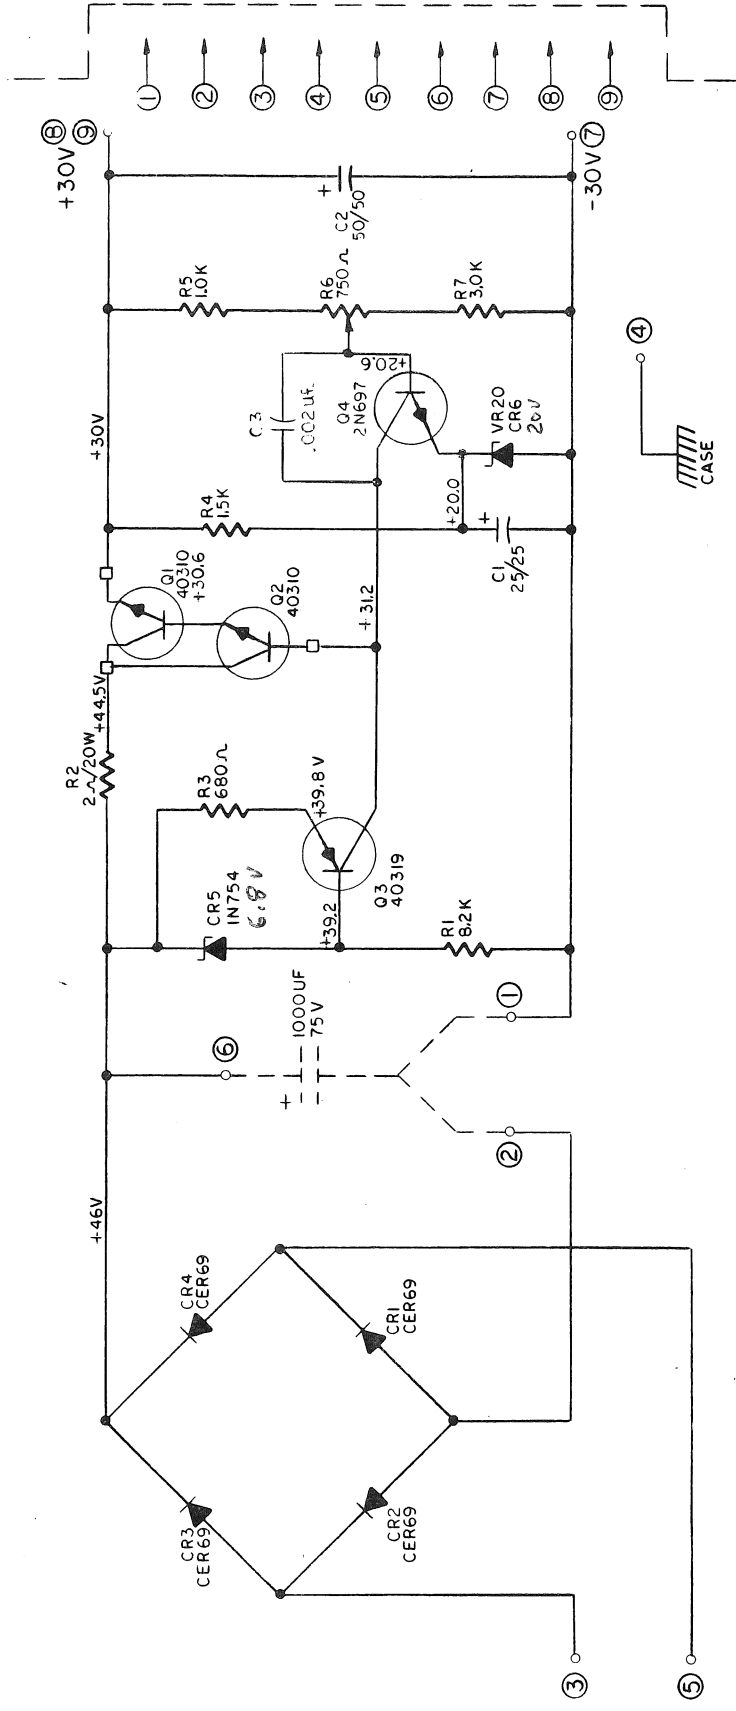 ③
⑤
CR3
CER69
CR2
CER69
CR4
CER69
CR1
CER69
+46V
②
①
⑥
+
1000UF
75V
CR5
1N754
6.8V
+39.2
R1
8.2K
R3
680Ω
+39.8V
Q3
40319
R2
2Ω/20W
+44.5V
Q1
40310
+30.6
Q2
40310
+31.2
R4
1.5K
+20.0
+
C1
25/25
+30V
C3
.002uf.
Q4
2N697
+20.6
VR20
CR6
20V
R5
1.0K
R6
750Ω
R7
3.0K
+
C2
50/50
④
CASE
+30V
⑧
⑨
-30V
⑦
①
②
③
④
⑤
⑥
⑦
⑧
⑨